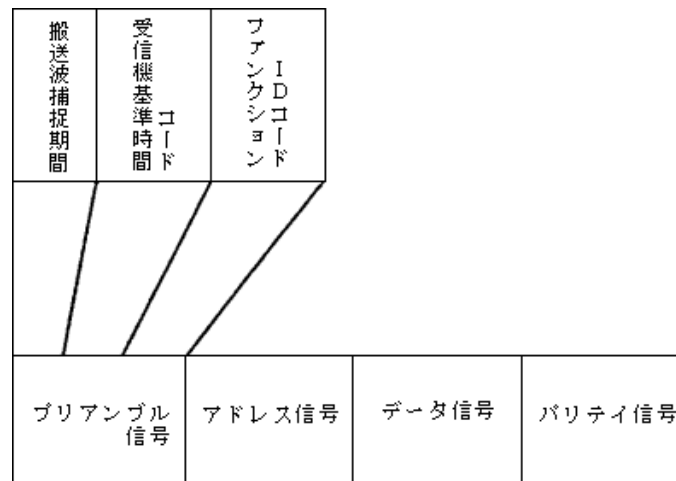 搬送波捕捉期間
受信機基準時間
コード
ファンクション
IDコード
プリアンブル
信号
アドレス信号
データ信号
パリテイ信号